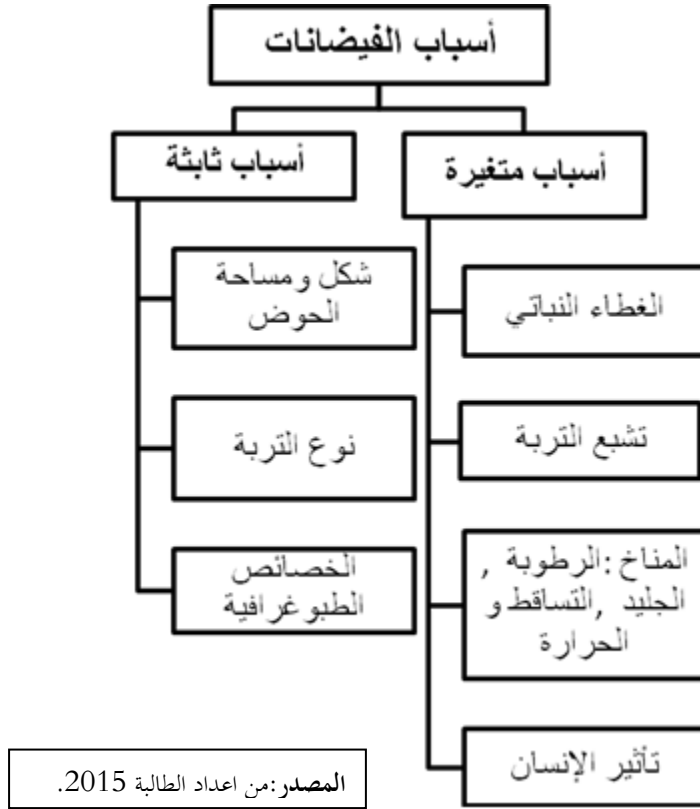 أسباب الفيضانات
أسباب متغيرة
الغطاء النباتي
تشبع التربة
المناخ:الرطوبة ,
الجليد ,التساقط و
الحرارة
تأثير الإنسان
أسباب ثابثة
شكل ومساحة
الحوض
نوع التربة
الخصائص
الطبوغرافية
المصدر:من اعداد الطالبة 2015.